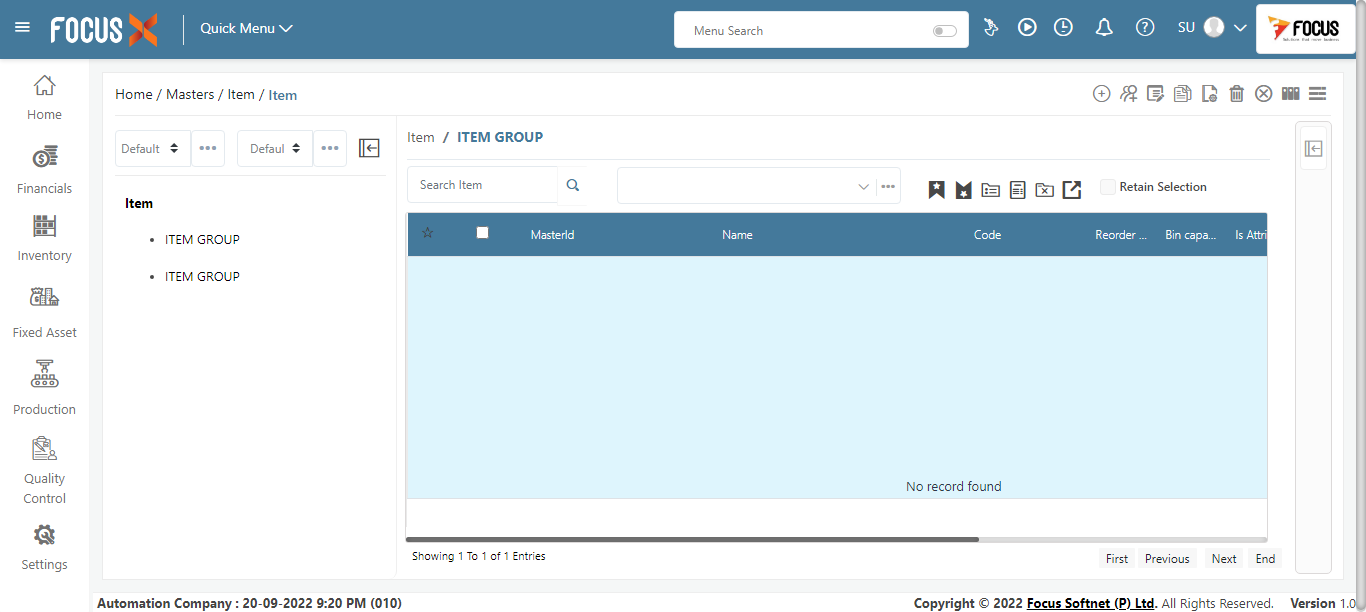 FOCUS X
Quick Menu
Menu Search
SU
FOCUS
Home
Financials
Inventory
Fixed Asset
Production
Quality
Control
Settings
Home / Masters / Item / Item
Default
Defaul
Item
ITEM GROUP
ITEM GROUP
Item / ITEM GROUP
Search Item
Retain Selection
MasterId Name Code Reorder ... Bin capa... Is Attri
No record found
Showing 1 To 1 of 1 Entries
First Previous Next End
Automation Company : 20-09-2022 9:20 PM (010)
Copyright © 2022 Focus Softnet (P) Ltd. All Rights Reserved. Version 1.0